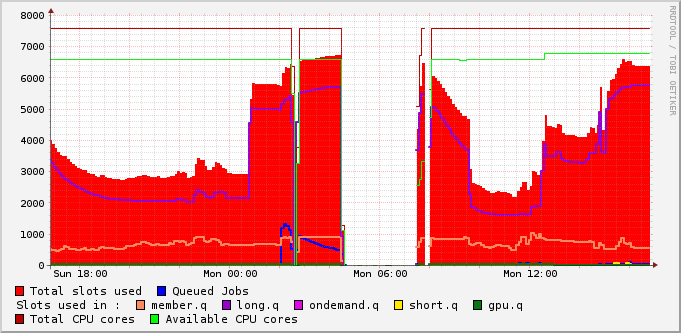 8000
7000
6000
5000
4000
3000
2000
1000
0
Sun 18:00 Mon 00:00 Mon 06:00 Mon 12:00
RRDTOOL / TOBI OETIKER
Total slots used Queued Jobs
Slots used in : member.q long.q ondemand.q short.q gpu.q
Total CPU cores Available CPU cores